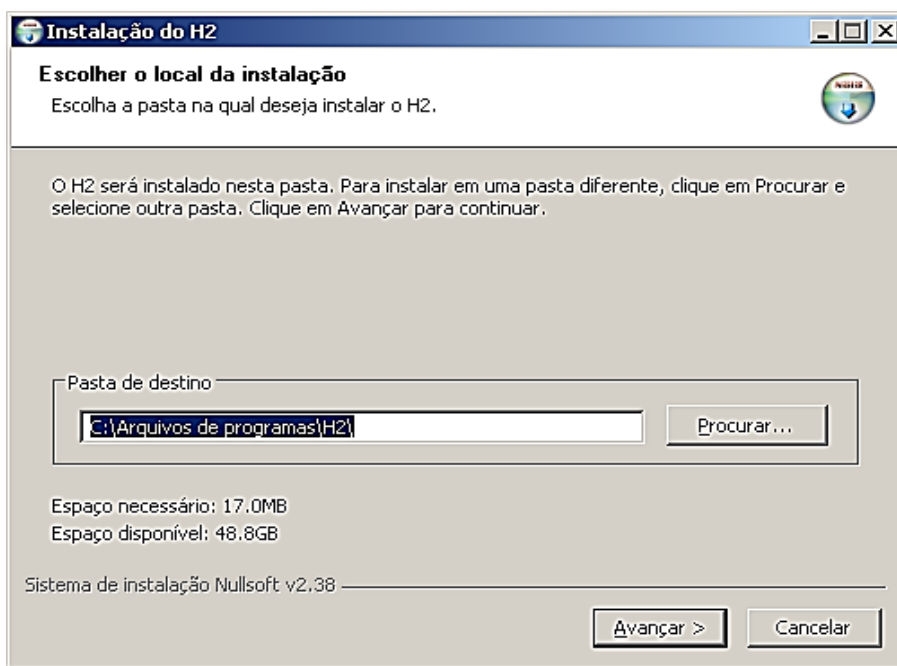 Instalação do H2
Escolher o local da instalação
Escolha a pasta na qual deseja instalar o H2.
O H2 será instalado nesta pasta. Para instalar em uma pasta diferente, clique em Procurar e
selecione outra pasta. Clique em Avançar para continuar.
Pasta de destino
C:\Arquivos de programas\H2\
Procurar...
Espaço necessário: 17.0MB
Espaço disponível: 48.8GB
Sistema de instalação Nullsoft v2.38
Avançar >
Cancelar